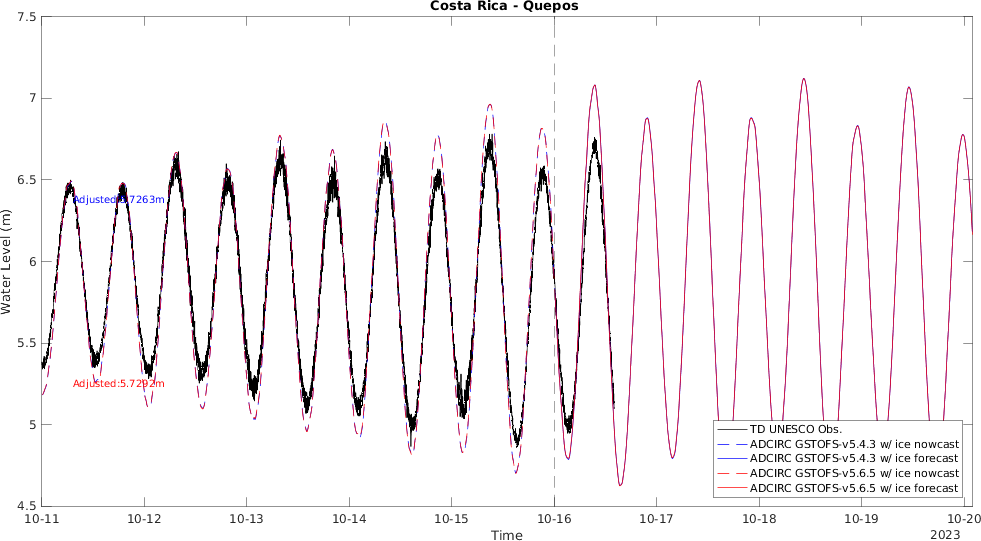 Costa Rica - Quepos
Water Level (m)
7.5
7
6.5
6
5.5
5
4.5
Adjusted:5.7263m
Adjusted:5.7292m
TD UNESCO Obs.
ADCIRC GSTOFS-v5.4.3 w/ ice nowcast
ADCIRC GSTOFS-v5.4.3 w/ ice forecast
ADCIRC GSTOFS-v5.6.5 w/ ice nowcast
ADCIRC GSTOFS-v5.6.5 w/ ice forecast
10-11 10-12 10-13 10-14 10-15 10-16 10-17 10-18 10-19 10-20
Time
2023